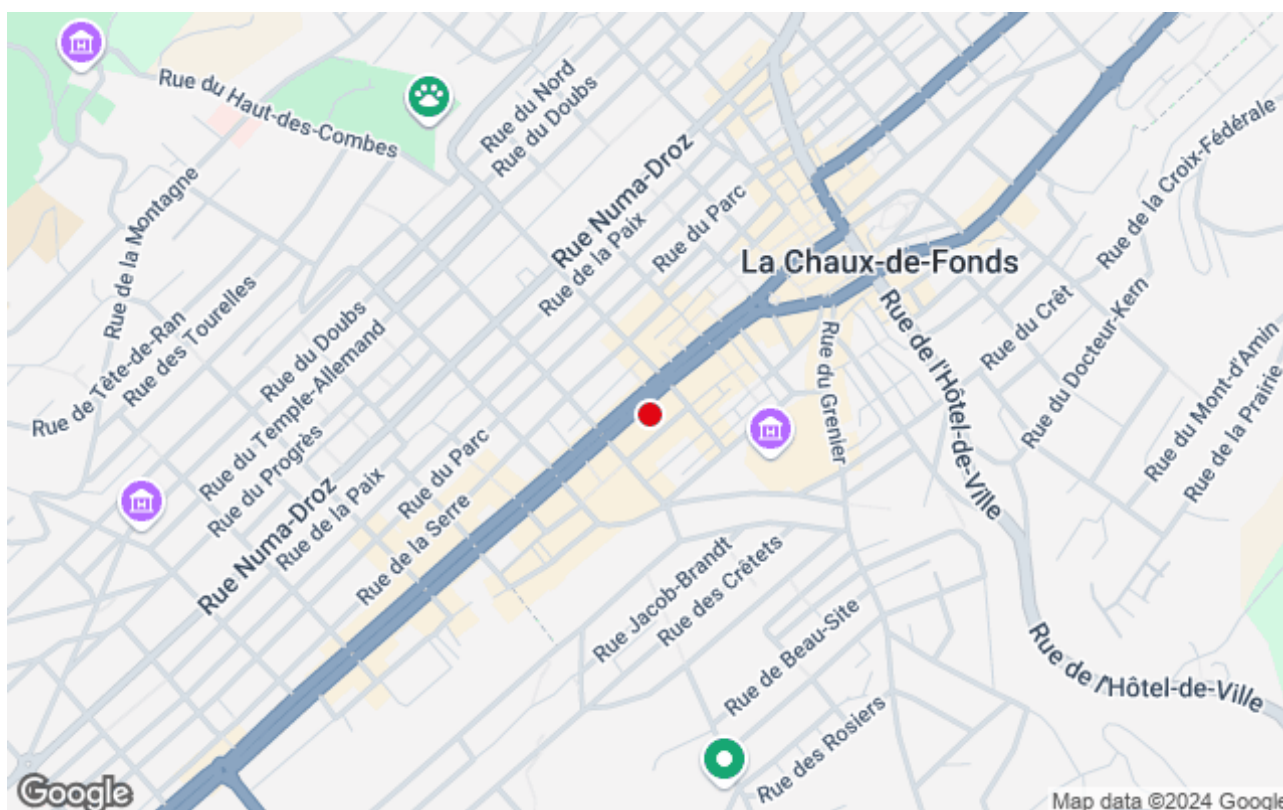 Rue du Haut-des-Combes
Rue du Nord
Rue du Doubs
Rue de la Montagne
Rue Numa-Droz
Rue de la Paix
Rue du Parc
La Chaux-de-Fonds
Rue de la Croix-Fédérale
Rue de Tête-de-Ran
Rue des Tourelles
Rue du Doubs
Rue du Temple-Allemand
Rue du Progrès
Rue Numa-Droz
Rue de la Paix
Rue du Parc
Rue de la Serre
Rue du Grenier
Rue de l'Hôtel-de-Ville
Rue du Crêt
Rue du Docteur-Kern
Rue du Mont-d'Amin
Rue de la Prairie
Rue Jacob-Brandt
Rue des Crêtets
Rue de Beau-Site
Rue des Rosiers
Rue de l'Hôtel-de-Ville
Google
Map data ©2024 Google